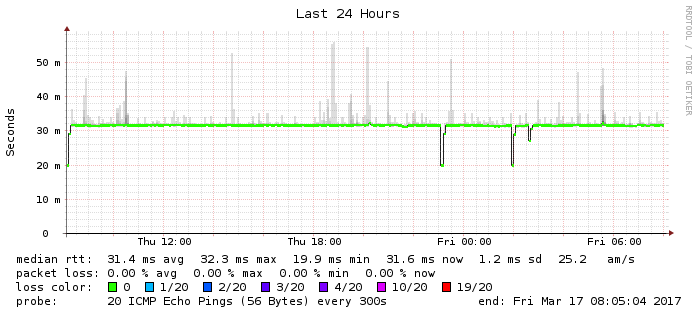 Last 24 Hours
RRDTOOL / TOBI OETIKER
Seconds
50 m
40 m
30 m
20 m
10 m
0
Thu 12:00 Thu 18:00 Fri 00:00 Fri 06:00
median rtt: 31.4 ms avg 32.3 ms max 19.9 ms min 31.6 ms now 1.2 ms sd 25.2 am/s
packet loss: 0.00 % avg 0.00 % max 0.00 % min 0.00 % now
loss color: 0 1/20 2/20 3/20 4/20 10/20 19/20
probe: 20 ICMP Echo Pings (56 Bytes) every 300s end: Fri Mar 17 08:05:04 2017